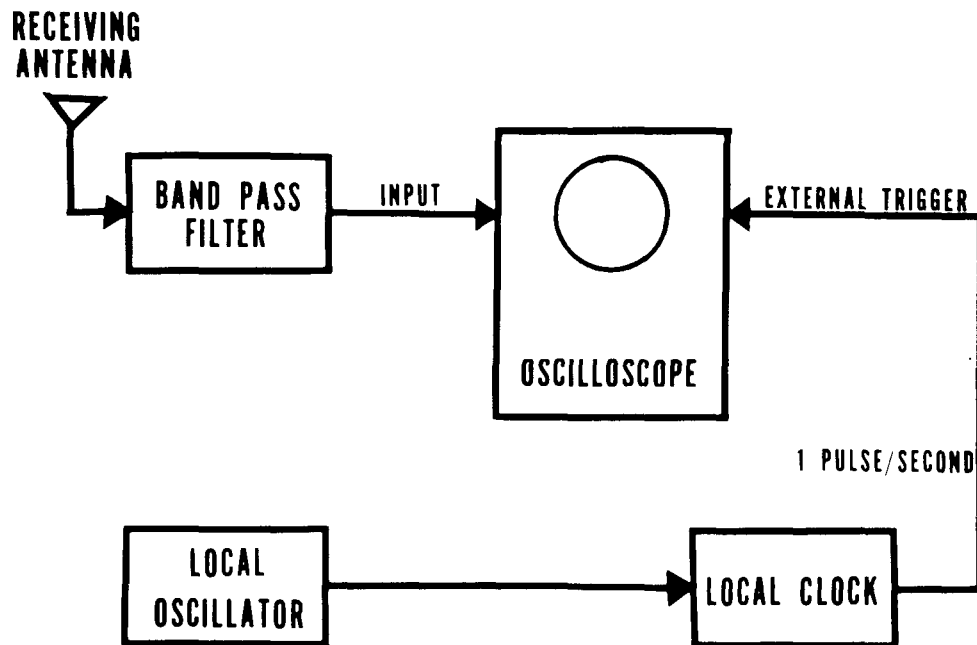 RECEIVING
ANTENNA
BAND PASS
FILTER
INPUT
EXTERNAL TRIGGER
OSCILLOSCOPE
1 PULSE/SECOND
LOCAL
OSCILLATOR
LOCAL CLOCK